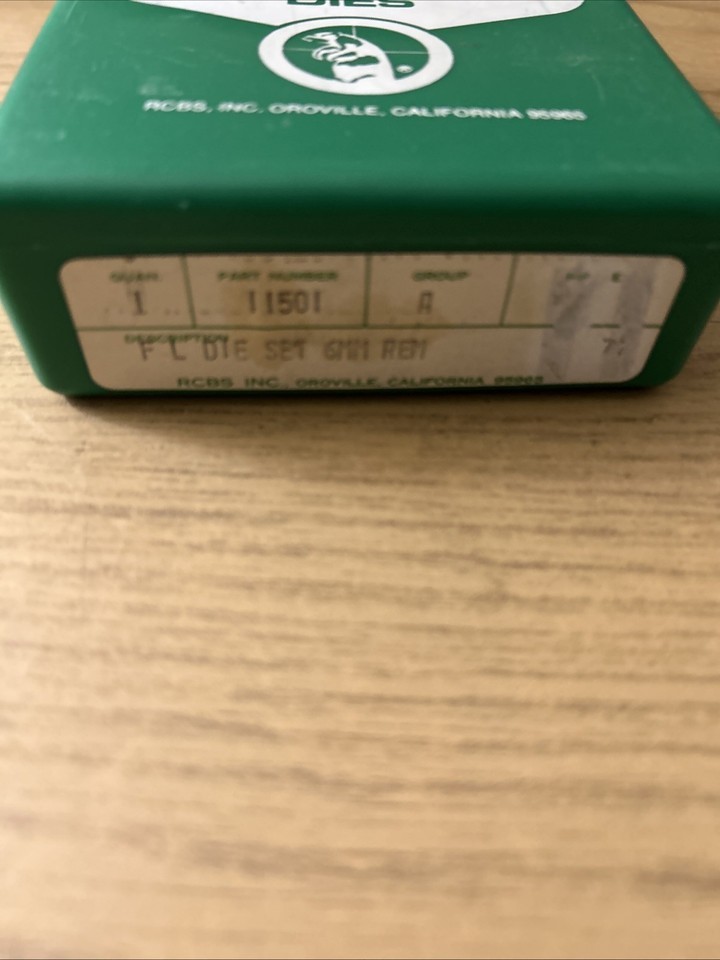 DIES
RCBS, INC. OROVILLE, CALIFORNIA 95965
QUAN. PART NUMBER GROUP
1 11501 A
DESCRIPTION
F L DIE SET 6MM REM
RCBS INC., OROVILLE, CALIFORNIA 95965